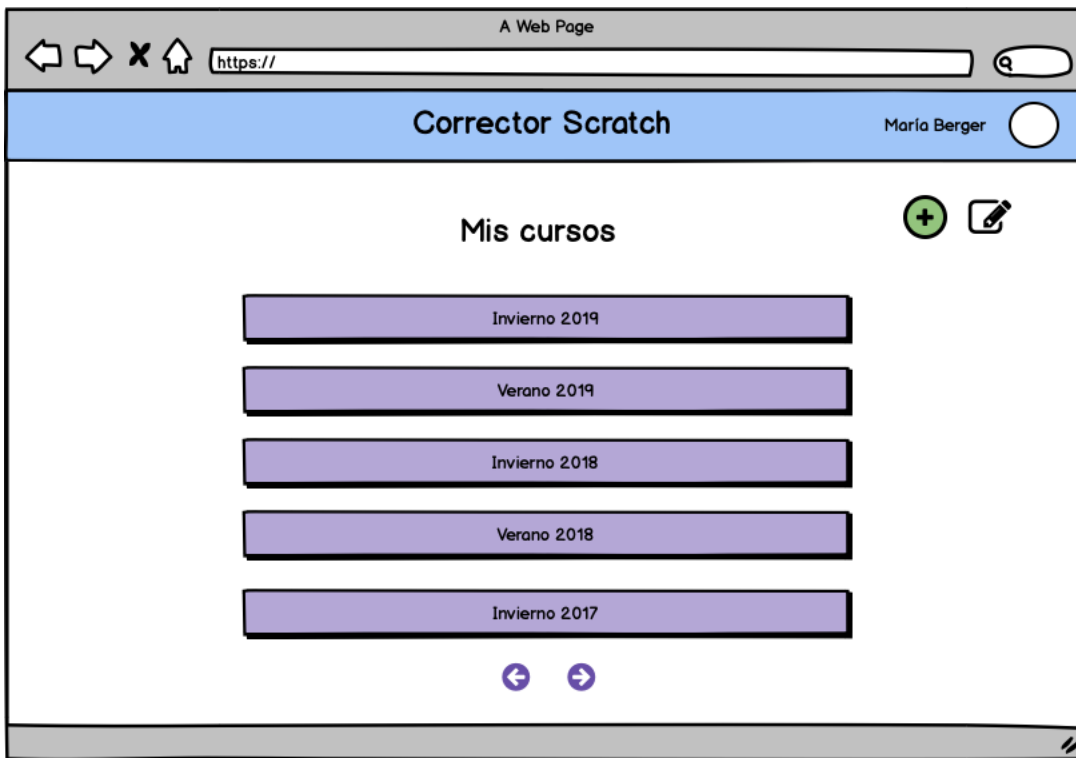 A Web Page
https://
Corrector Scratch
María Berger
Mis cursos
Invierno 2019
Verano 2019
Invierno 2018
Verano 2018
Invierno 2017